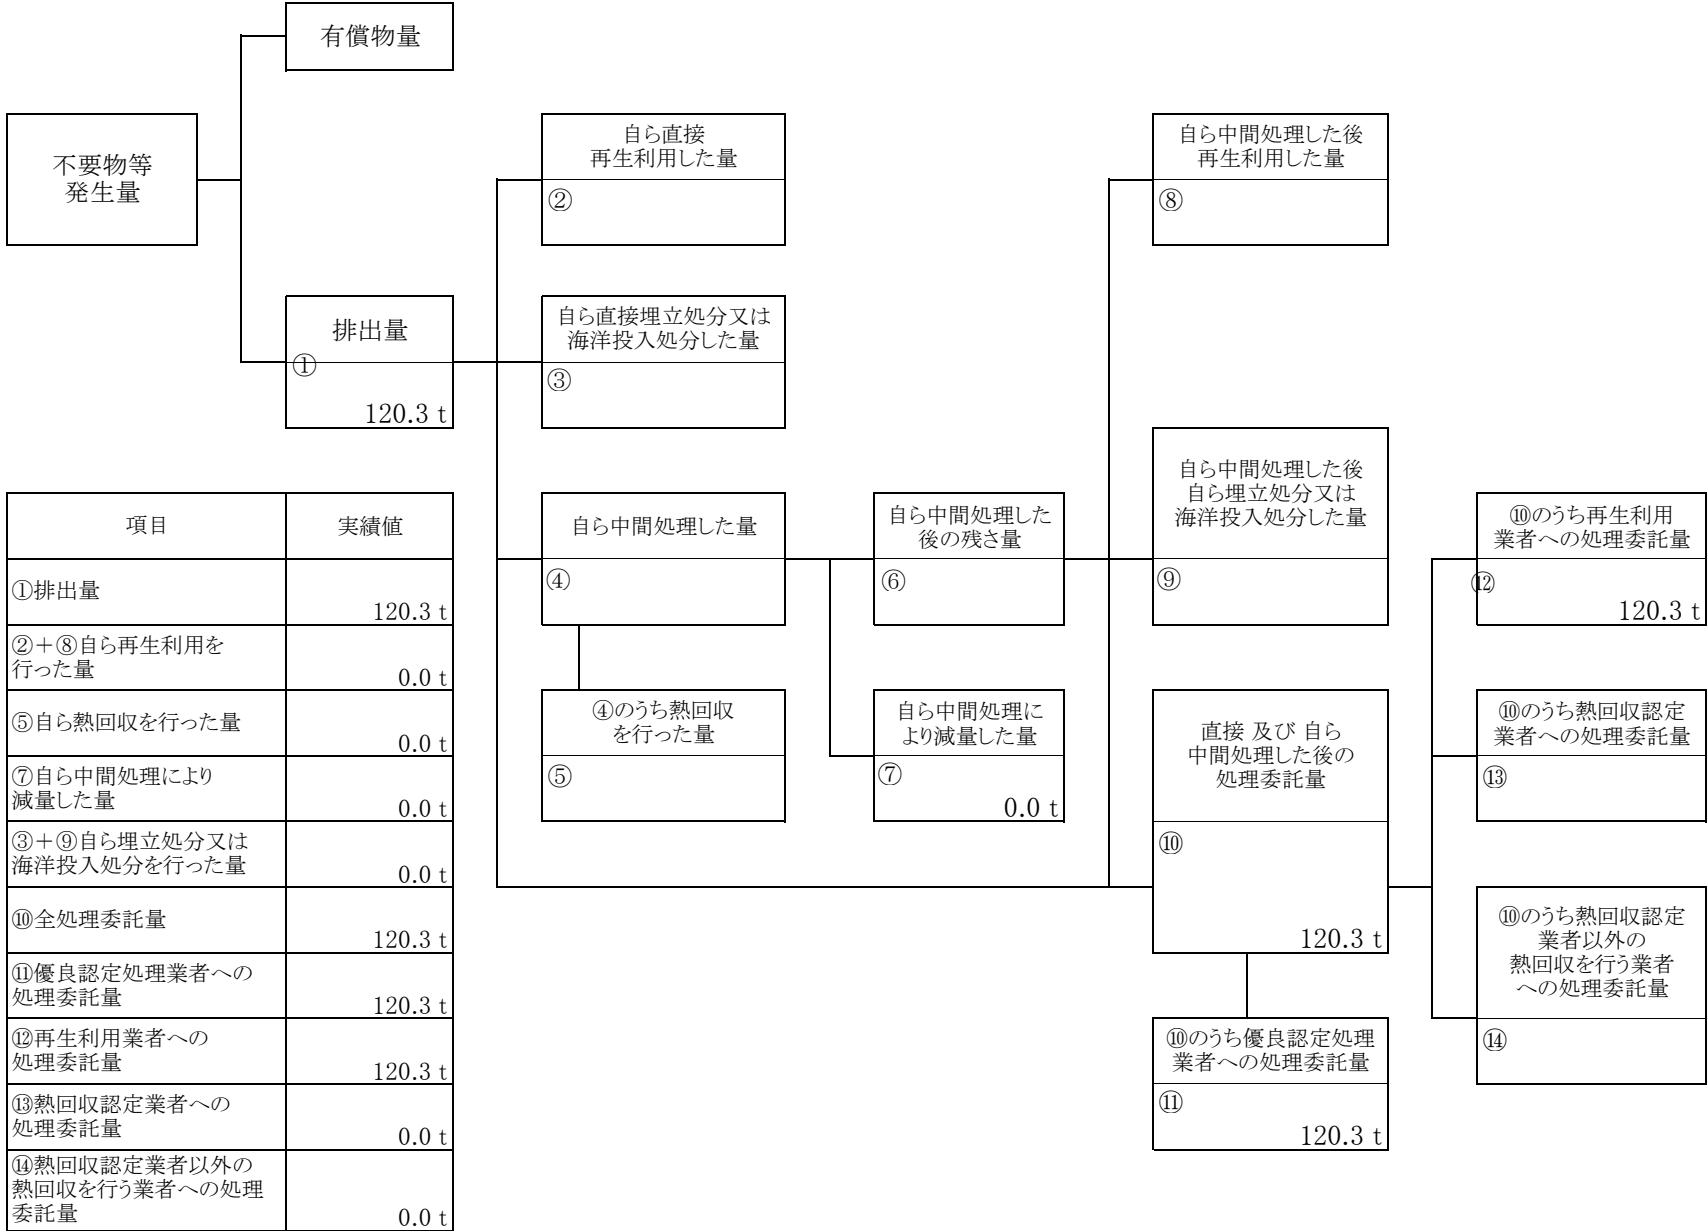 有償物量
不要物等
発生量
排出量
①
120.3 t
自ら直接
再生利用した量
②
自ら直接埋立処分又は
海洋投入処分した量
③
自ら中間処理した量
④
④のうち熱回収
を行った量
⑤
自ら中間処理した
後の残さ量
⑥
自ら中間処理に
より減量した量
⑦
0.0 t
自ら中間処理した後
再生利用した量
⑧
自ら中間処理した後
自ら埋立処分又は
海洋投入処分した量
⑨
直接 及び 自ら
中間処理した後の
処理委託量
⑩
120.3 t
⑩のうち優良認定処理
業者への処理委託量
⑪
120.3 t
⑩のうち再生利用
業者への処理委託量
⑫
120.3 t
⑩のうち熱回収認定
業者への処理委託量
⑬
⑩のうち熱回収認定
業者以外の
熱回収を行う業者
への処理委託量
⑭
項目 実績値
①排出量
120.3 t
②+⑧自ら再生利用を
行った量
0.0 t
⑤自ら熱回収を行った量
0.0 t
⑦自ら中間処理により
減量した量
0.0 t
③+⑨自ら埋立処分又は
海洋投入処分を行った量
0.0 t
⑩全処理委託量
120.3 t
⑪優良認定処理業者への
処理委託量
120.3 t
⑫再生利用業者への
処理委託量
120.3 t
⑬熱回収認定業者への
処理委託量
0.0 t
⑭熱回収認定業者以外の
熱回収を行う業者への処理
委託量
0.0 t